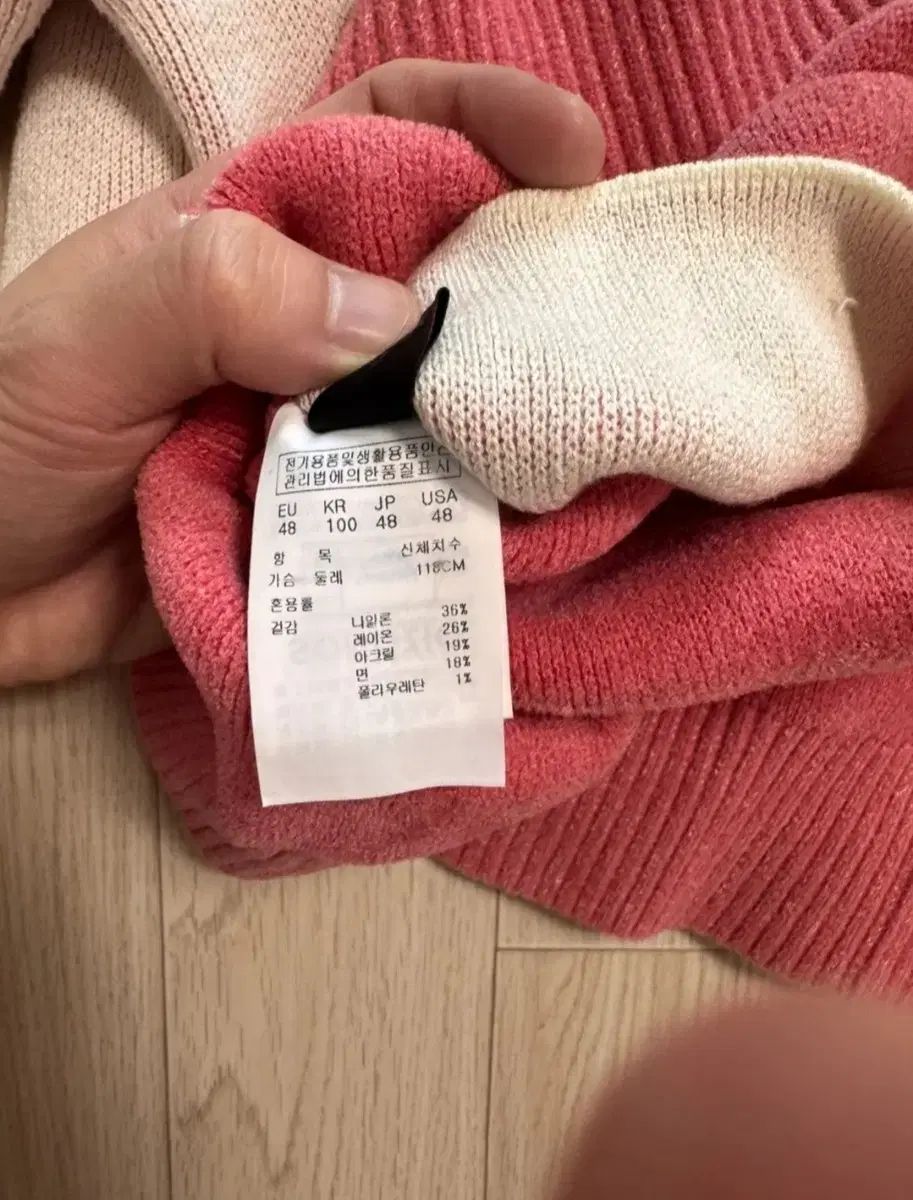 전기용품및생활용품안전
관리법에의한품질표시
EU KR JP USA
48 100 48 48
항 목 신체치수
가슴 둘레 118CM
혼용률
겉감 나일론 36%
레이온 26%
아크릴 19%
면 18%
폴리우레탄 1%